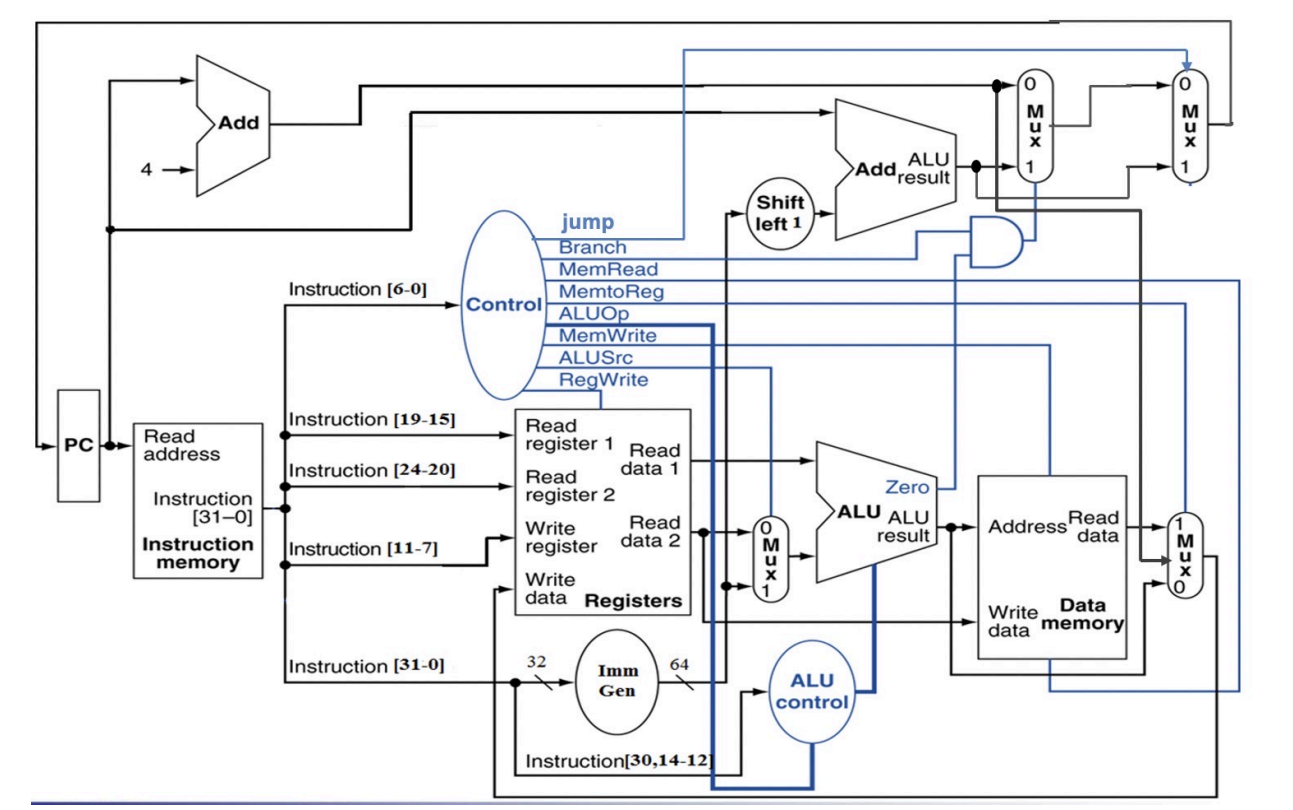 0
Mux
1
0
Mux
1
Add
4
Add
ALU
result
Shift
left 1
jump
Branch
MemRead
MemtoReg
ALUOp
MemWrite
ALUSrc
RegWrite
Control
Instruction [6-0]
Instruction [19-15]
Instruction [24-20]
Instruction [11-7]
Instruction [31-0]
PC
Read
address
Instruction
[31–0]
Instruction
memory
Read
register 1
Read
register 2
Write
register
Write
data
Read
data 1
Read
data 2
Registers
0
Mux
1
Zero
ALU
ALU
result
Address
Read
data
Write
data
Data
memory
1
Mux
0
32
Imm
Gen
64
ALU
control
Instruction[30,14-12]